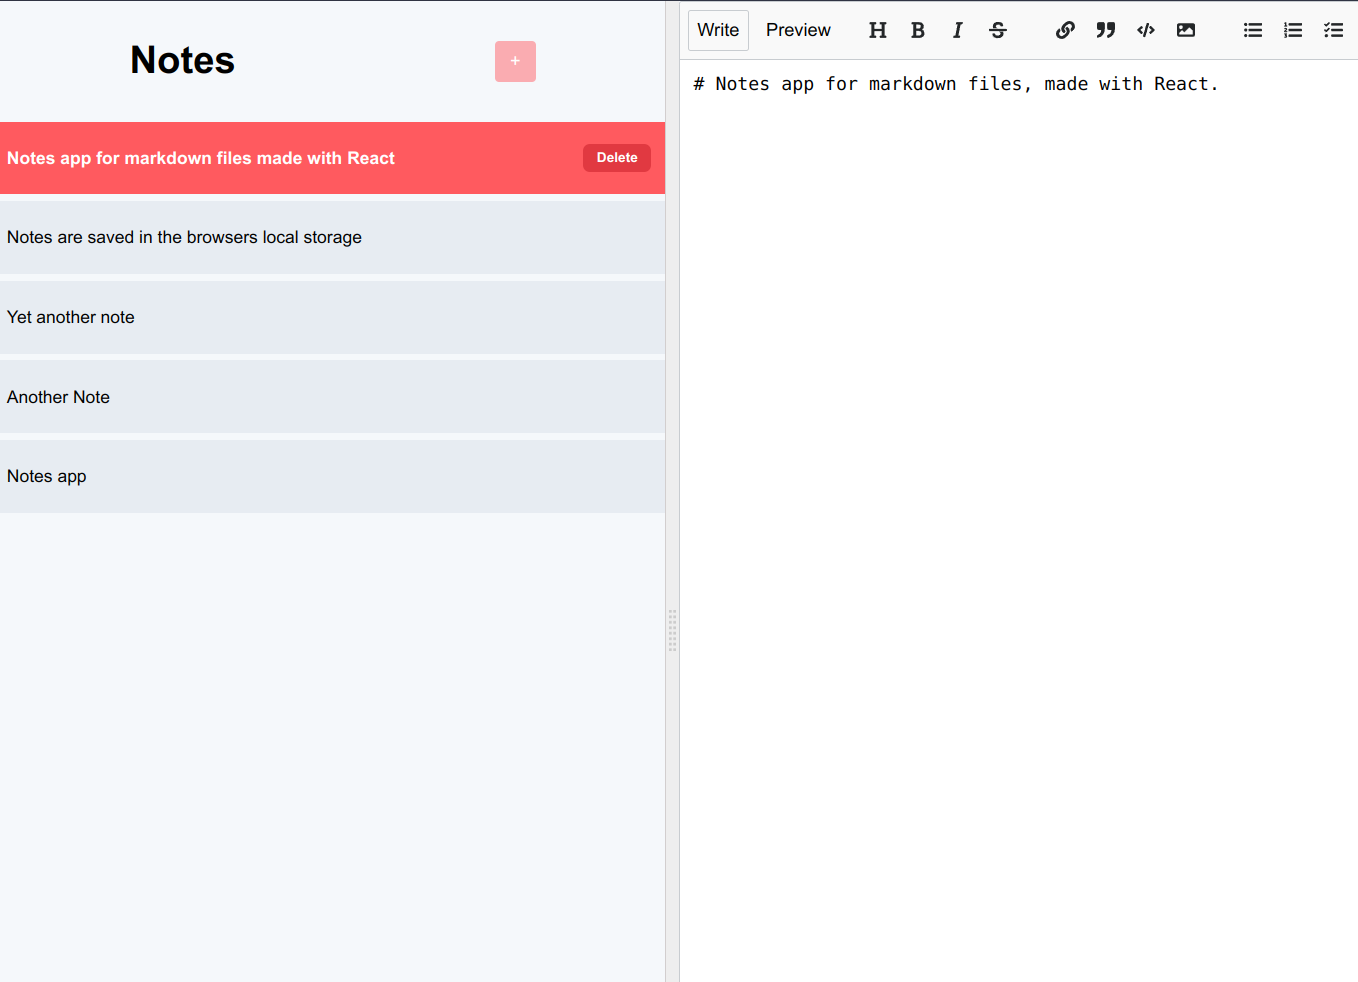 Notes
+
Notes app for markdown files made with React
Delete
Notes are saved in the browsers local storage
Yet another note
Another Note
Notes app
Write Preview H B I S
# Notes app for markdown files, made with React.